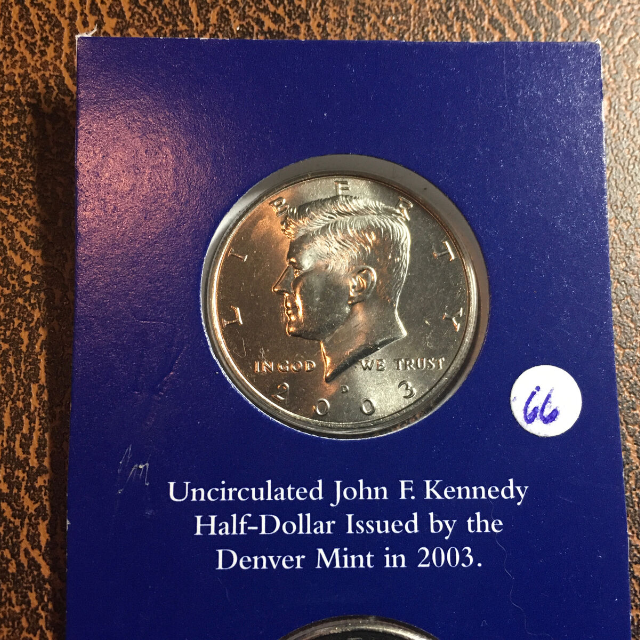 LIBERTY
IN GOD WE TRUST
D
2003
66
Uncirculated John F. Kennedy
Half-Dollar Issued by the
Denver Mint in 2003.